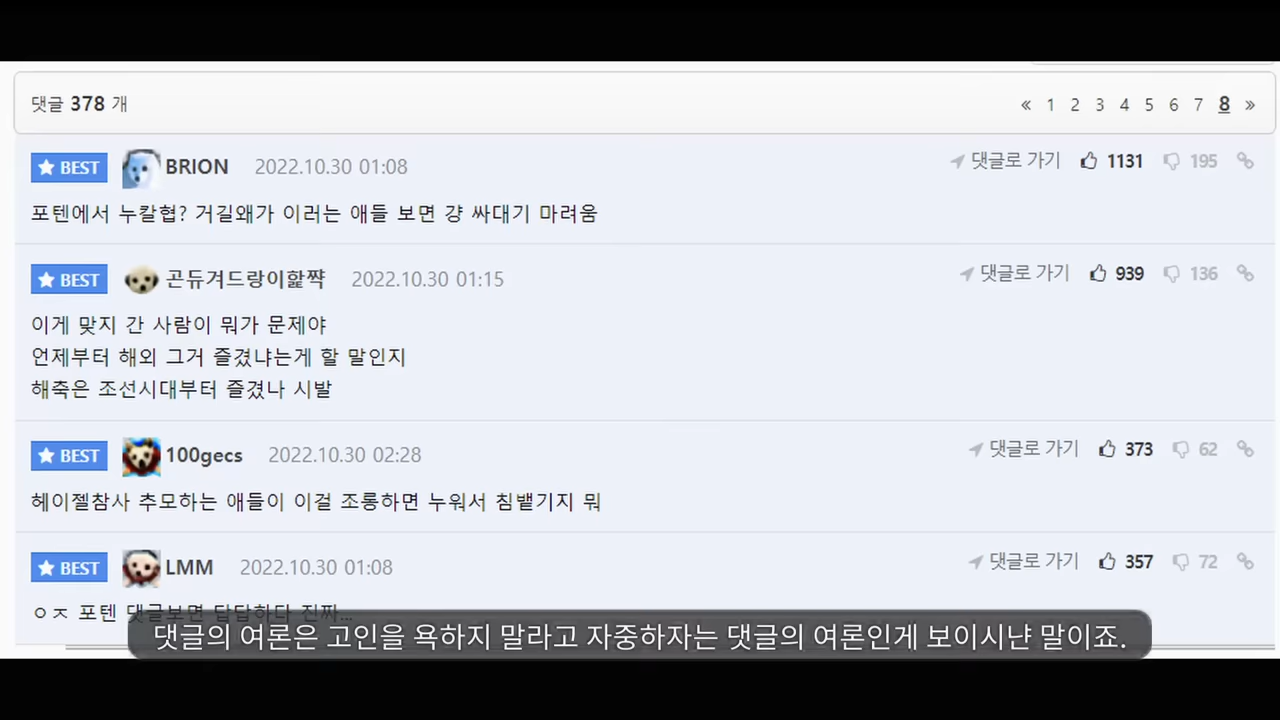 댓글 378 개
« 1 2 3 4 5 6 7 8 »
BEST BRION 2022.10.30 01:08 댓글로 가기 1131 195
포텐에서 누칼협? 거길왜가 이러는 애들 보면 걍 싸대기 마려움
BEST 곤듀겨드랑이핥짝 2022.10.30 01:15 댓글로 가기 939 136
이게 맞지 간 사람이 뭐가 문제야
언제부터 해외 그거 즐겼냐는게 할 말인지
해축은 조선시대부터 즐겼나 시발
BEST 100gecs 2022.10.30 02:28 댓글로 가기 373 62
헤이젤참사 추모하는 애들이 이걸 조롱하면 누워서 침뱉기지 뭐
BEST LMM 2022.10.30 01:08 댓글로 가기 357 72
ㅇㅈ 포텐 댓글보면 답답하다 진짜...
댓글의 여론은 고인을 욕하지 말라고 자중하자는 댓글의 여론인게 보이시냔 말이죠.